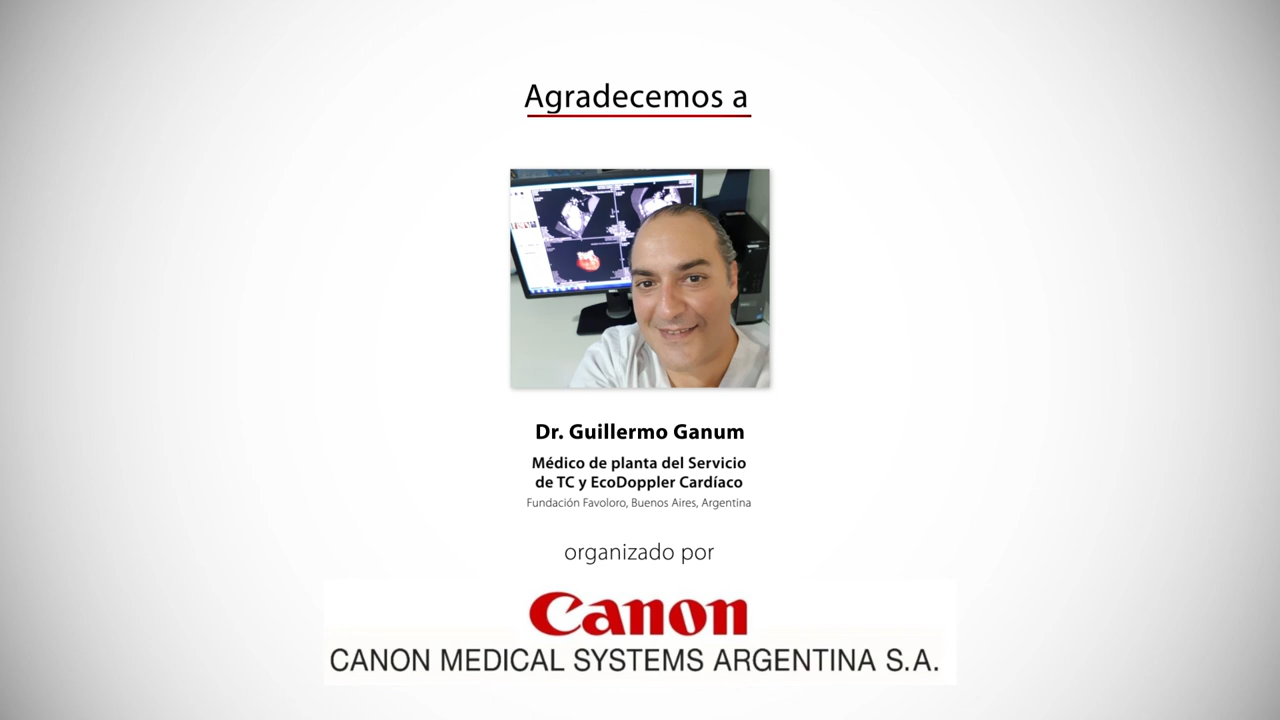 Agradecemos a
Dr. Guillermo Ganum
Médico de planta del Servicio
de TC y EcoDoppler Cardíaco
Fundación Favoloro, Buenos Aires, Argentina
organizado por
Canon
CANON MEDICAL SYSTEMS ARGENTINA S.A.